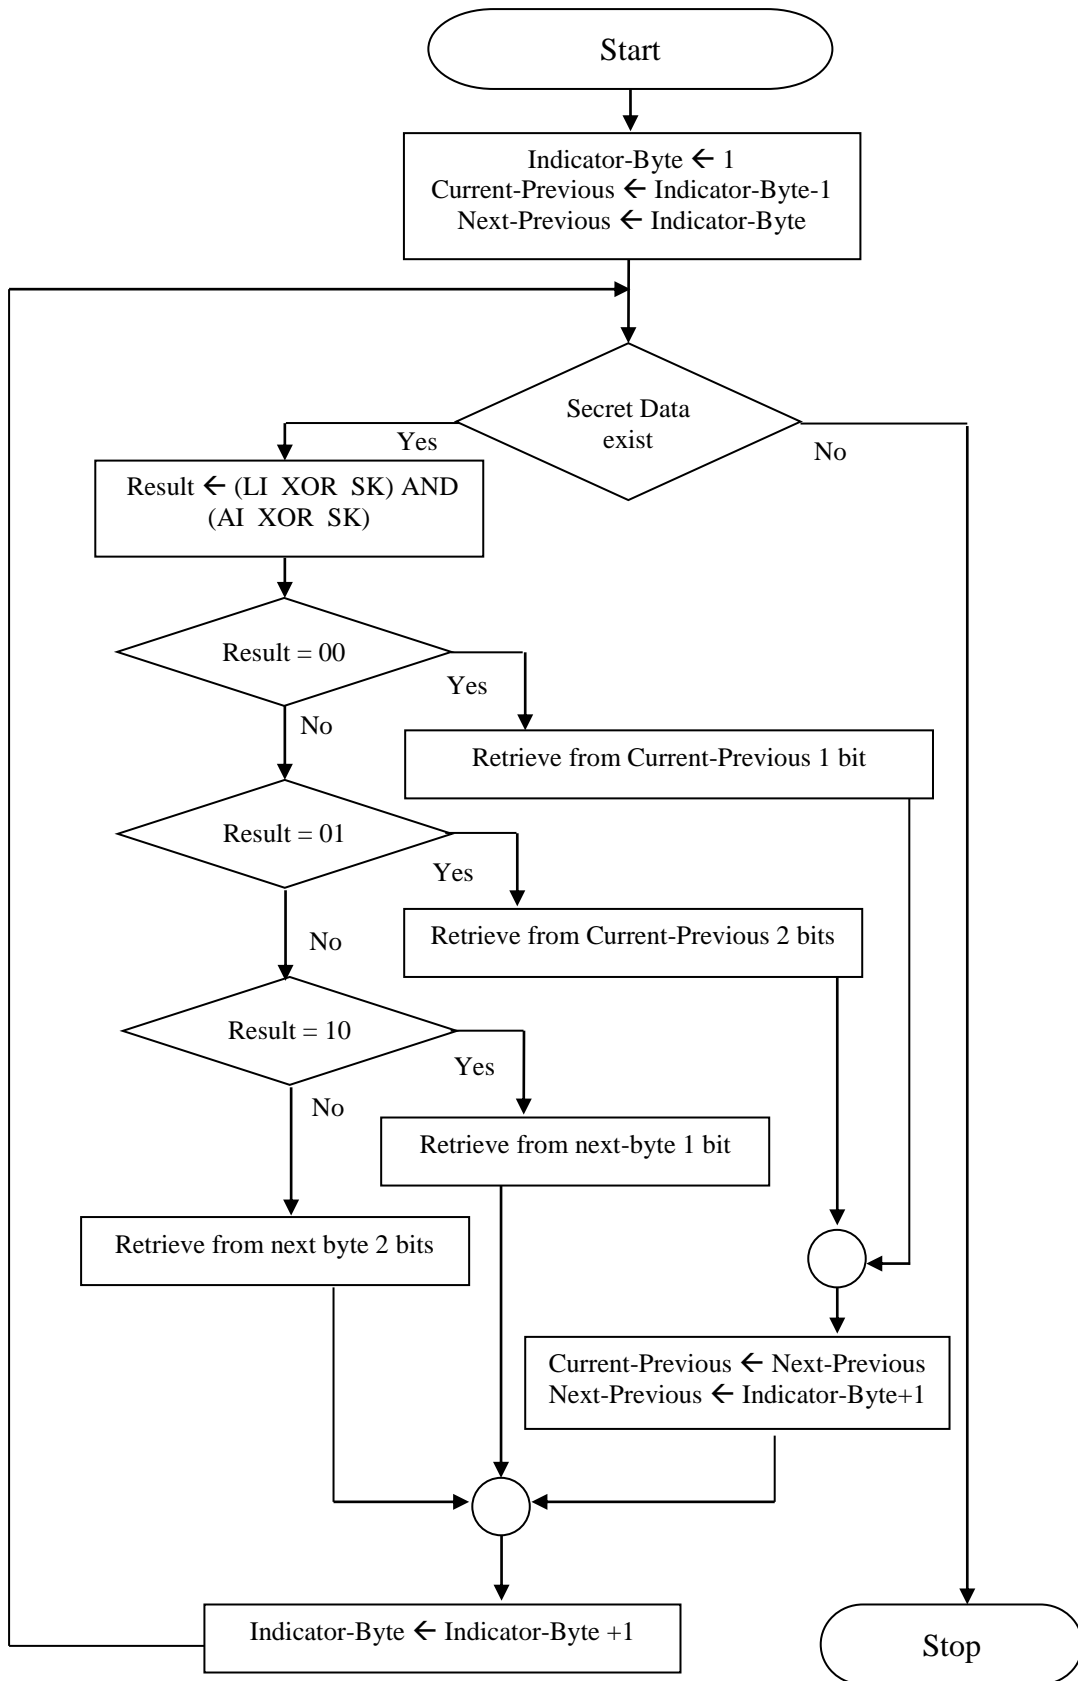 Start
Indicator-Byte ← 1
Current-Previous ← Indicator-Byte-1
Next-Previous ← Indicator-Byte
Secret Data
exist
Yes
No
Result ← (LI XOR SK) AND
(AI XOR SK)
Result = 00
Yes
No
Retrieve from Current-Previous 1 bit
Result = 01
Yes
Retrieve from Current-Previous 2 bits
No
Result = 10
Yes
No
Retrieve from next-byte 1 bit
Retrieve from next byte 2 bits
Current-Previous ← Next-Previous
Next-Previous ← Indicator-Byte+1
Indicator-Byte ← Indicator-Byte +1
Stop